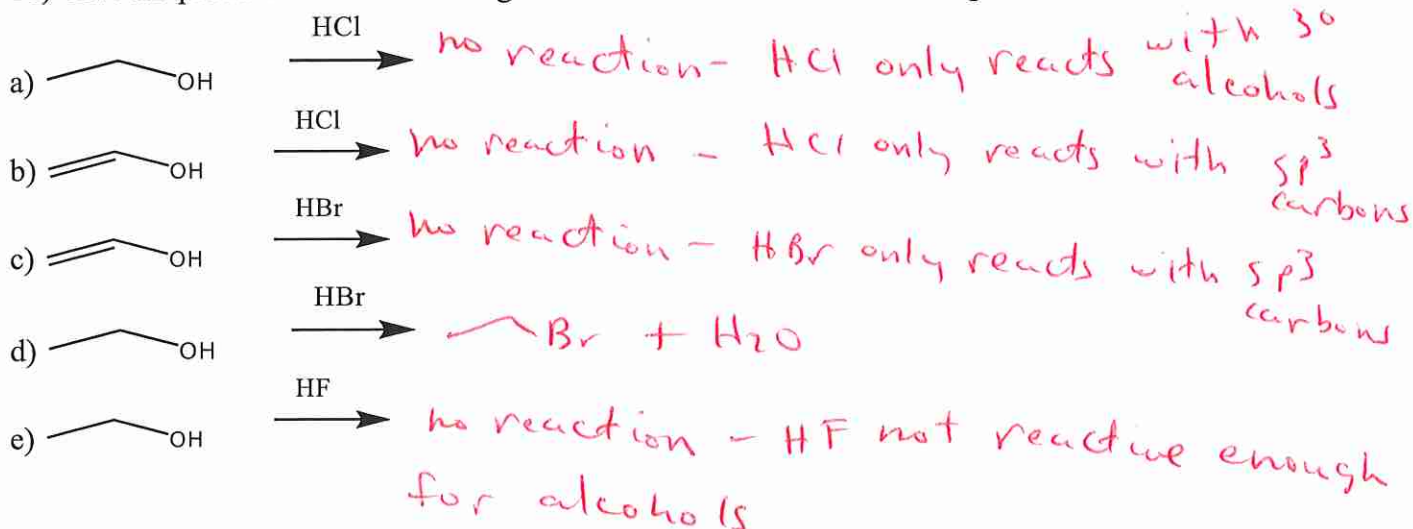 HCl
no reaction - HCl only reacts with 3° alcohols
a) OH
HCl
no reaction - HCl only reacts with sp³ carbons
b) OH
HBr
no reaction - HBr only reacts with sp3 carbons
c) OH
HBr
Br + H2O
d) OH
HF
no reaction - HF not reactive enough
e) OH
for alcohols